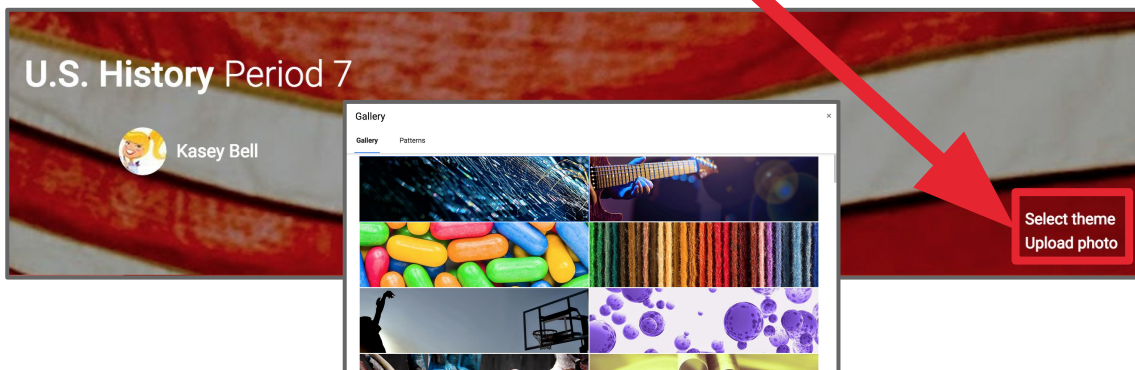 U.S. History Period 7
Kasey Bell
Gallery
×
Gallery Patterns
Select theme
Upload photo